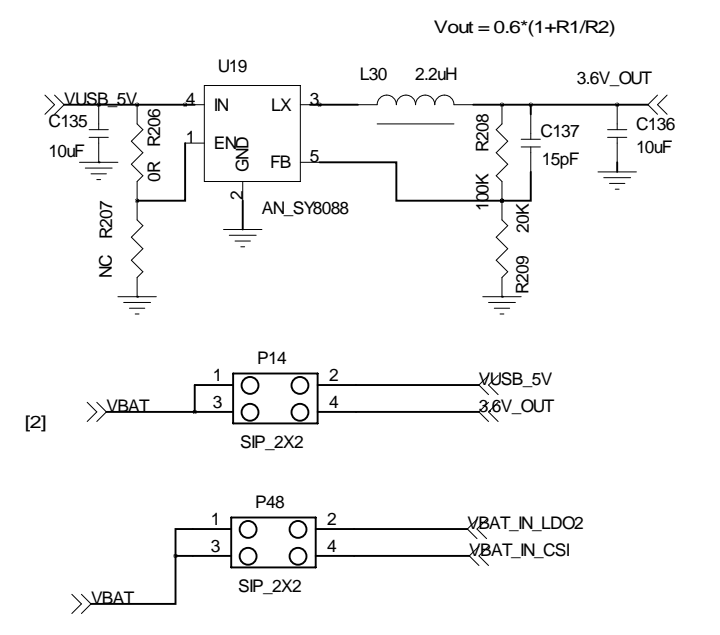 Vout = 0.6*(1+R1/R2)
U19
L30 2.2uH
3.6V_OUT
VUSB_5V
4 IN LX 3
C135
10uF
R206
0R
1 EN
GND
FB 5
2
AN_SY8088
R208
100K
C137
15pF
C136
10uF
R207
NC
20K
R209
P14
1 2 VUSB_5V
VBAT 3 4 3.6V_OUT
[2]
SIP_2X2
P48
1 2 VBAT_IN_LDO2
3 4 VBAT_IN_CSI
SIP_2X2
VBAT